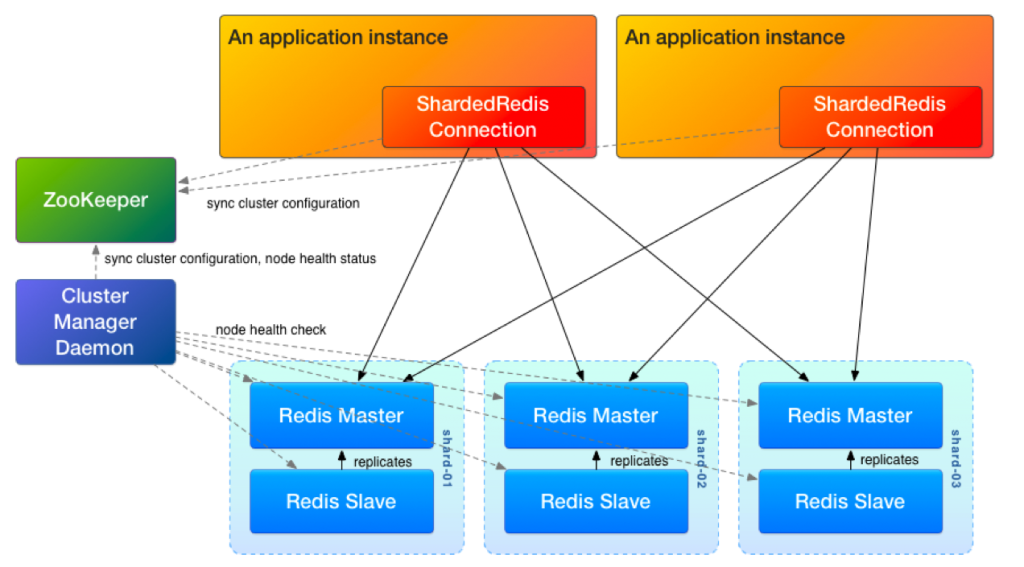 An application instance
An application instance
ShardedRedis
Connection
ShardedRedis
Connection
ZooKeeper
sync cluster configuration
sync cluster configuration, node health status
Cluster
Manager
Daemon
node health check
Redis Master
Redis Master
Redis Master
shard-01
shard-02
shard-03
replicates
replicates
replicates
Redis Slave
Redis Slave
Redis Slave